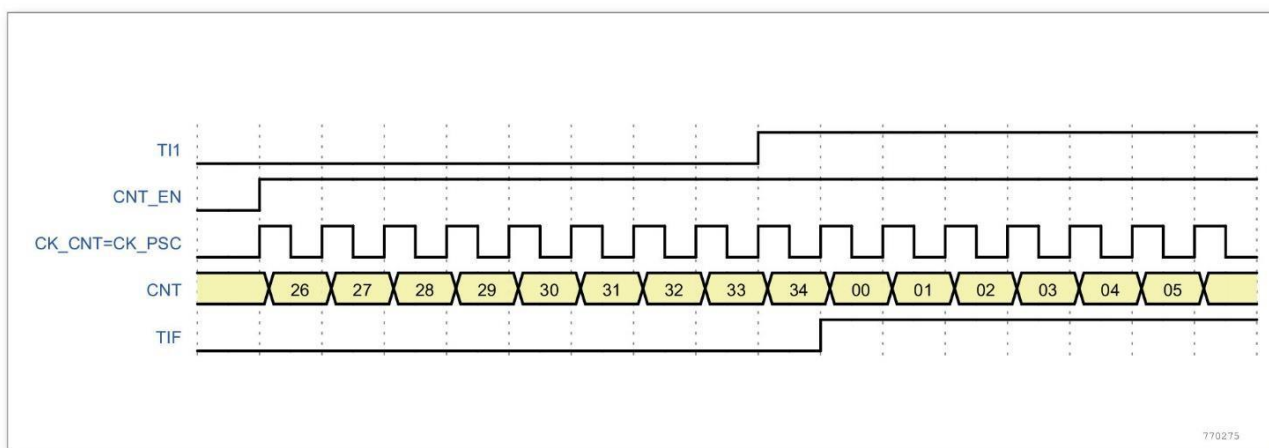 TI1
CNT_EN
CK_CNT=CK_PSC
CNT 26 27 28 29 30 31 32 33 34 00 01 02 03 04 05
TIF
770275